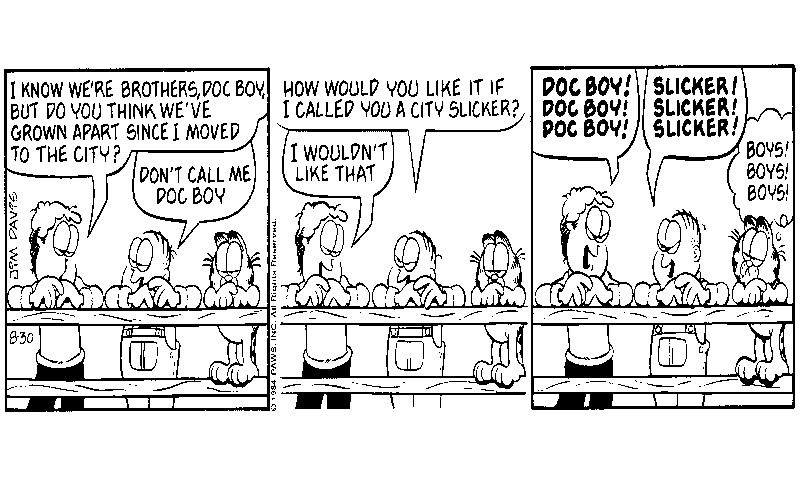 I KNOW WE'RE BROTHERS, DOC BOY,
BUT DO YOU THINK WE'VE
GROWN APART SINCE I MOVED
TO THE CITY?
DON'T CALL ME
DOC BOY
JIM DAVIS
8-30
© 1984 PAWS, INC. All Rights Reserved.
HOW WOULD YOU LIKE IT IF
I CALLED YOU A CITY SLICKER?
I WOULDN'T
LIKE THAT
DOC BOY!
DOC BOY!
DOC BOY!
SLICKER!
SLICKER!
SLICKER!
BOYS!
BOYS!
BOYS!